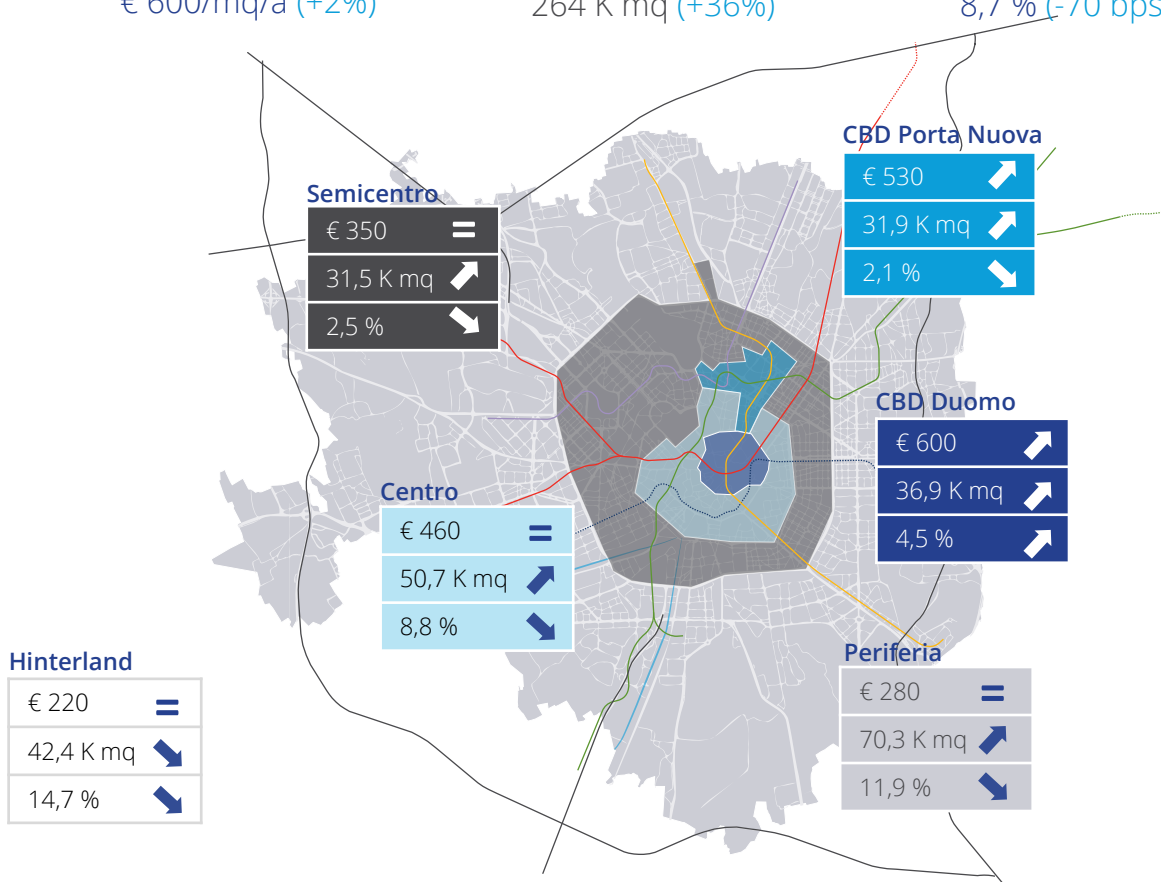 € 600/mq/a (+2%)
264 K mq (+36%)
8,7 % (-70 bps
CBD Porta Nuova
€ 530
31,9 K mq
2,1 %
Semicentro
€ 350
31,5 K mq
2,5 %
CBD Duomo
€ 600
36,9 K mq
4,5 %
Centro
€ 460
50,7 K mq
8,8 %
Hinterland
€ 220
42,4 K mq
14,7 %
Periferia
€ 280
70,3 K mq
11,9 %